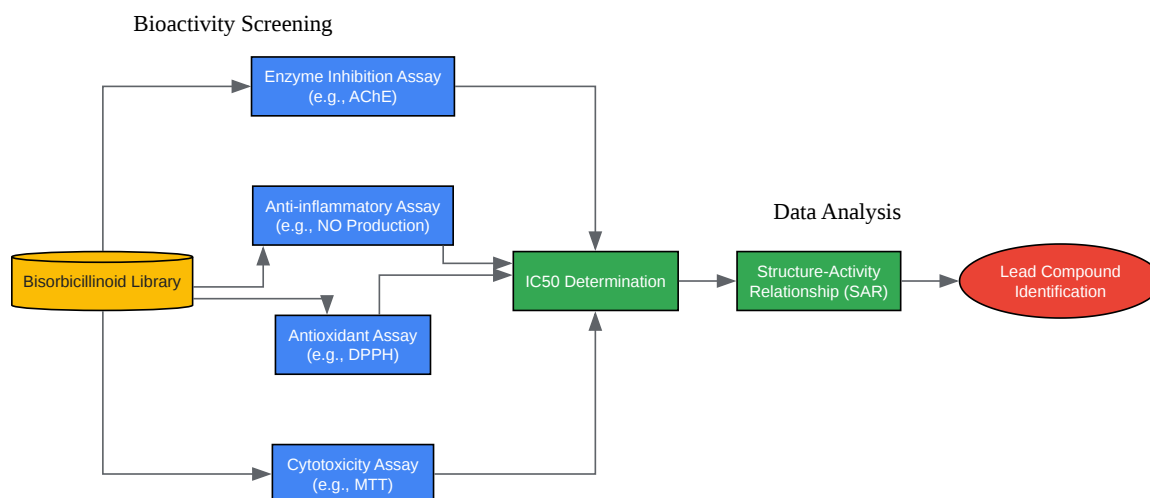 Bioactivity Screening
Enzyme Inhibition Assay
(e.g., AChE)
Anti-inflammatory Assay
(e.g., NO Production)
Data Analysis
Bisorbicillinoid Library
IC50 Determination
Structure-Activity
Relationship (SAR)
Lead Compound
Identification
Antioxidant Assay
(e.g., DPPH)
Cytotoxicity Assay
(e.g., MTT)